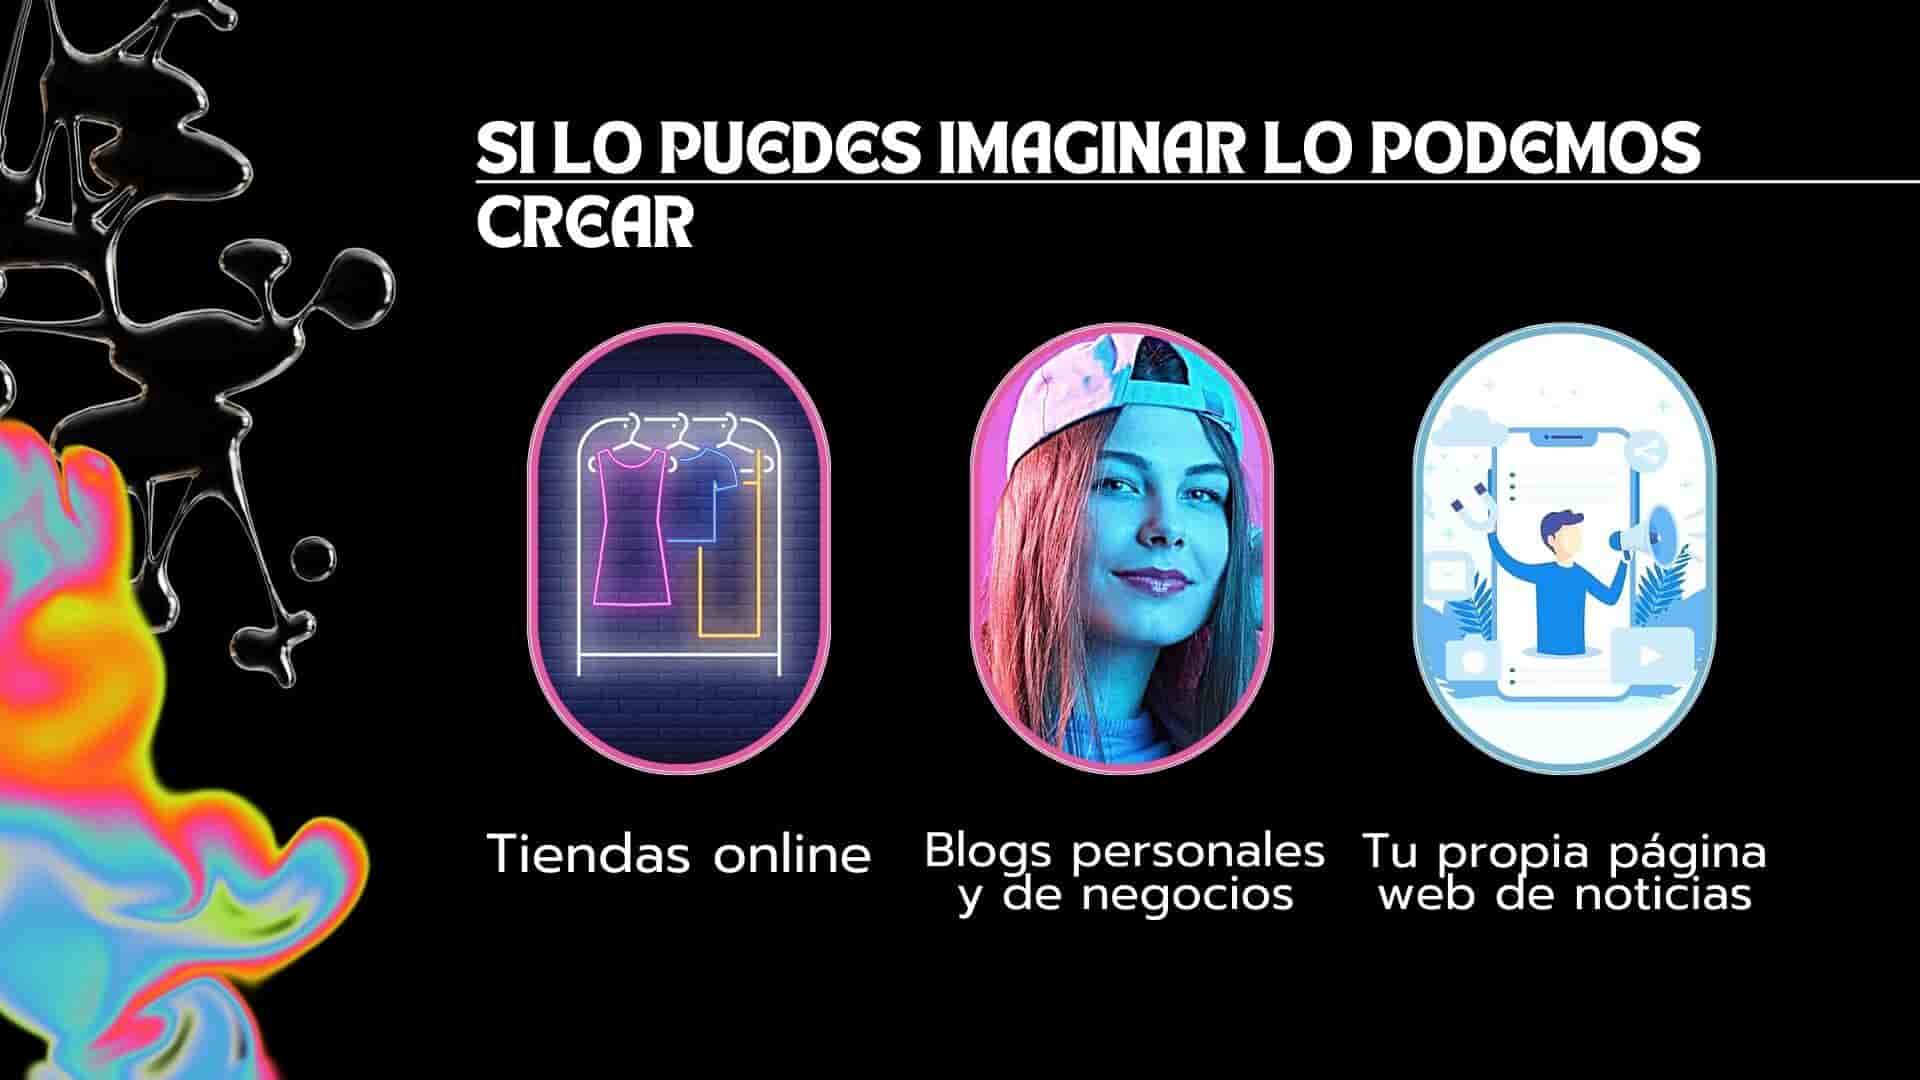 SI LO PUEDES IMAGINAR LO PODEMOS
CREAR
Tiendas online
Blogs personales
y de negocios
Tu propia página
web de noticias